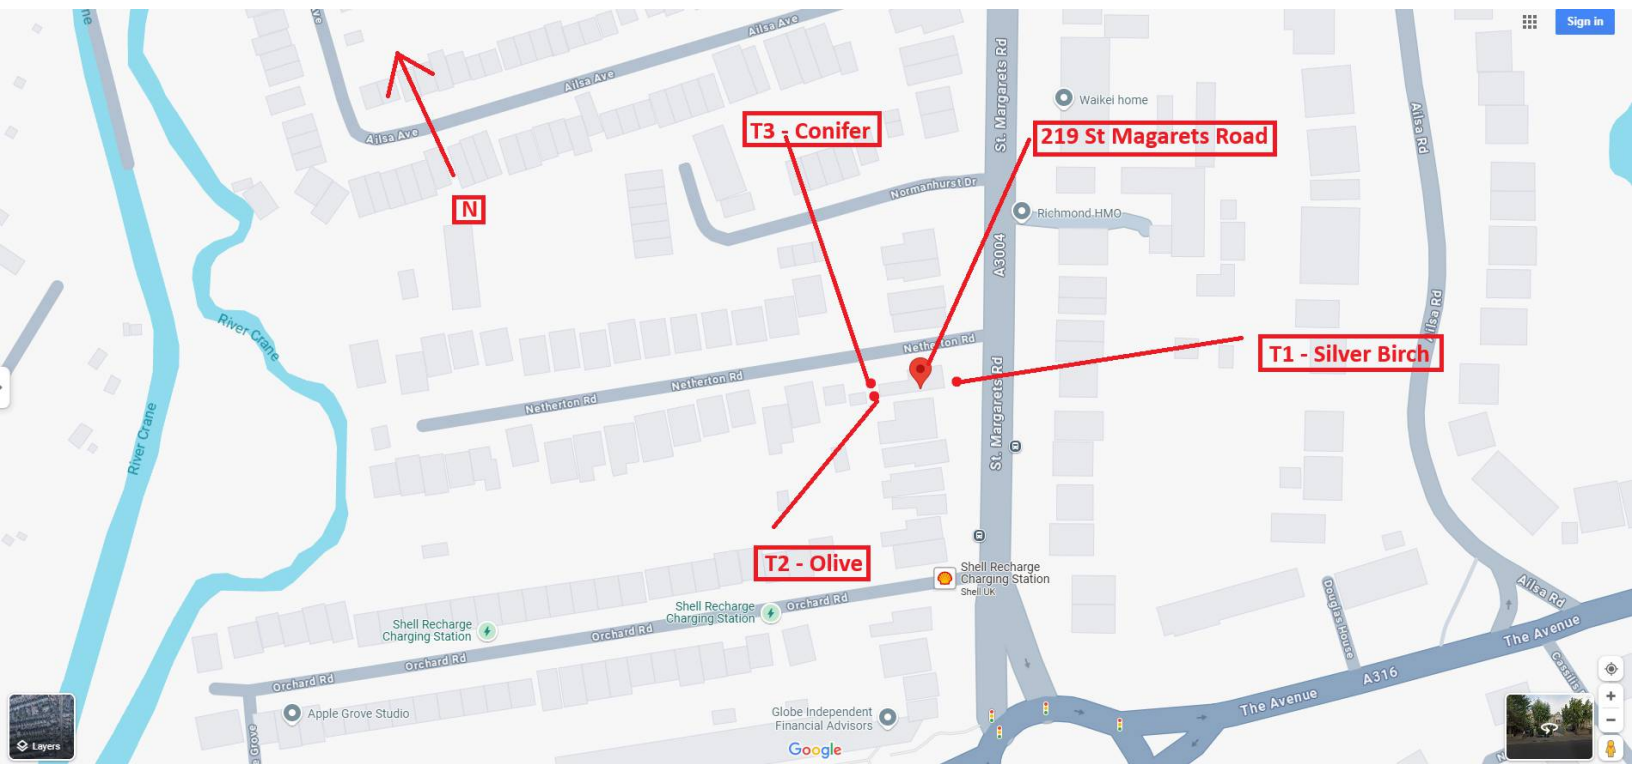 Sign in
Ailsa Ave
Ailsa Ave
Ailsa Ave
St. Margarets Rd
Waikei home
T3 - Conifer
219 St Magarets Road
Ailsa Rd
N
Normanhurst Dr
Richmond HMO
A3004
River Crane
Netherton Rd
Ailsa Rd
T1 - Silver Birch
Netherton Rd
Netherton Rd
St. Margarets Rd
River Crane
T2 - Olive
Shell Recharge
Charging Station
Shell UK
Orchard Rd
Shell Recharge
Charging Station
Shell Recharge
Charging Station
Orchard Rd
Orchard Rd
Orchard Rd
Douglas House
Ailsa Rd
The Avenue
A316
The Avenue
Apple Grove Studio
Globe Independent
Financial Advisors
Grove
Layers
Google